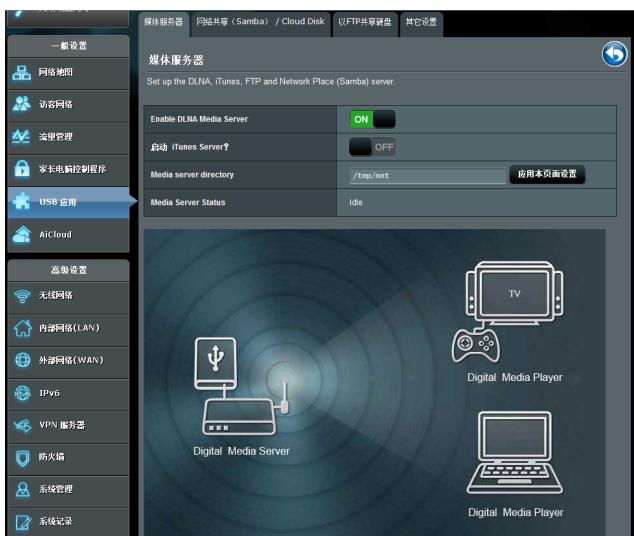 媒体服务器
网络共享 (Samba) / Cloud Disk
以FTP共享硬盘
其它设置
一般设置
网络地图
访客网络
流量管理
家长电脑控制程序
USB 应用
AiCloud
高级设置
无线网络
内部网络(LAN)
外部网络(WAN)
IPv6
VPN 服务器
防火墙
系统管理
系统记录
媒体服务器
Set up the DLNA, iTunes, FTP and Network Place (Samba) server.
Enable DLNA Media Server
ON
启动 iTunes Server?
OFF
Media server directory
/tmp/mnt
应用本页面设置
Media Server Status
Idle
TV
Digital Media Player
Digital Media Server
Digital Media Player